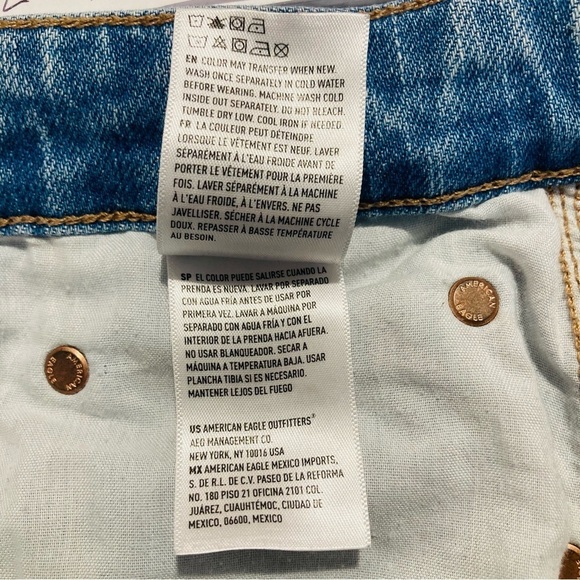 EN COLOR MAY TRANSFER WHEN NEW.
WASH ONCE SEPARATELY IN COLD WATER
BEFORE WEARING. MACHINE WASH COLD
INSIDE OUT SEPARATELY. DO NOT BLEACH.
TUMBLE DRY LOW. COOL IRON IF NEEDED.
FR LA COULEUR PEUT DÉTEINDRE
LORSQUE LE VÊTEMENT EST NEUF. LAVER
SÉPARÉMENT À L'EAU FROIDE AVANT DE
PORTER LE VÊTEMENT POUR LA PREMIÈRE
FOIS. LAVER SÉPARÉMENT À LA MACHINE
À L'EAU FROIDE, À L'ENVERS. NE PAS
JAVELLISER. SÉCHER À LA MACHINE CYCLE
DOUX. REPASSER À BASSE TEMPÉRATURE
AU BESOIN.
SP EL COLOR PUEDE SALIRSE CUANDO LA
PRENDA ES NUEVA. LAVAR POR SEPARADO
CON AGUA FRÍA ANTES DE USAR POR
PRIMERA VEZ. LAVAR A MÁQUINA POR
SEPARADO CON AGUA FRÍA CON EL
INTERIOR DE LA PRENDA HACIA AFUERA.
NO USAR BLANQUEADOR. SECAR A
MÁQUINA A TEMPERATURA BAJA. USAR
PLANCHA TIBIA SI ES NECESARIO.
MANTENER LEJOS DEL FUEGO
US AMERICAN EAGLE OUTFITTERS®
AEO MANAGEMENT CO.
NEW YORK, NY 10016 USA
MX AMERICAN EAGLE MEXICO IMPORTS,
S. DE R.L. DE C.V. PASEO DE LA REFORMA
NO. 180 PISO 21 OFICINA 2101 COL.
JUÁREZ, CUAUHTÉMOC, CIUDAD DE
MEXICO, 06600, MEXICO
AMERICAN EAGLE
AMERICAN EAGLE